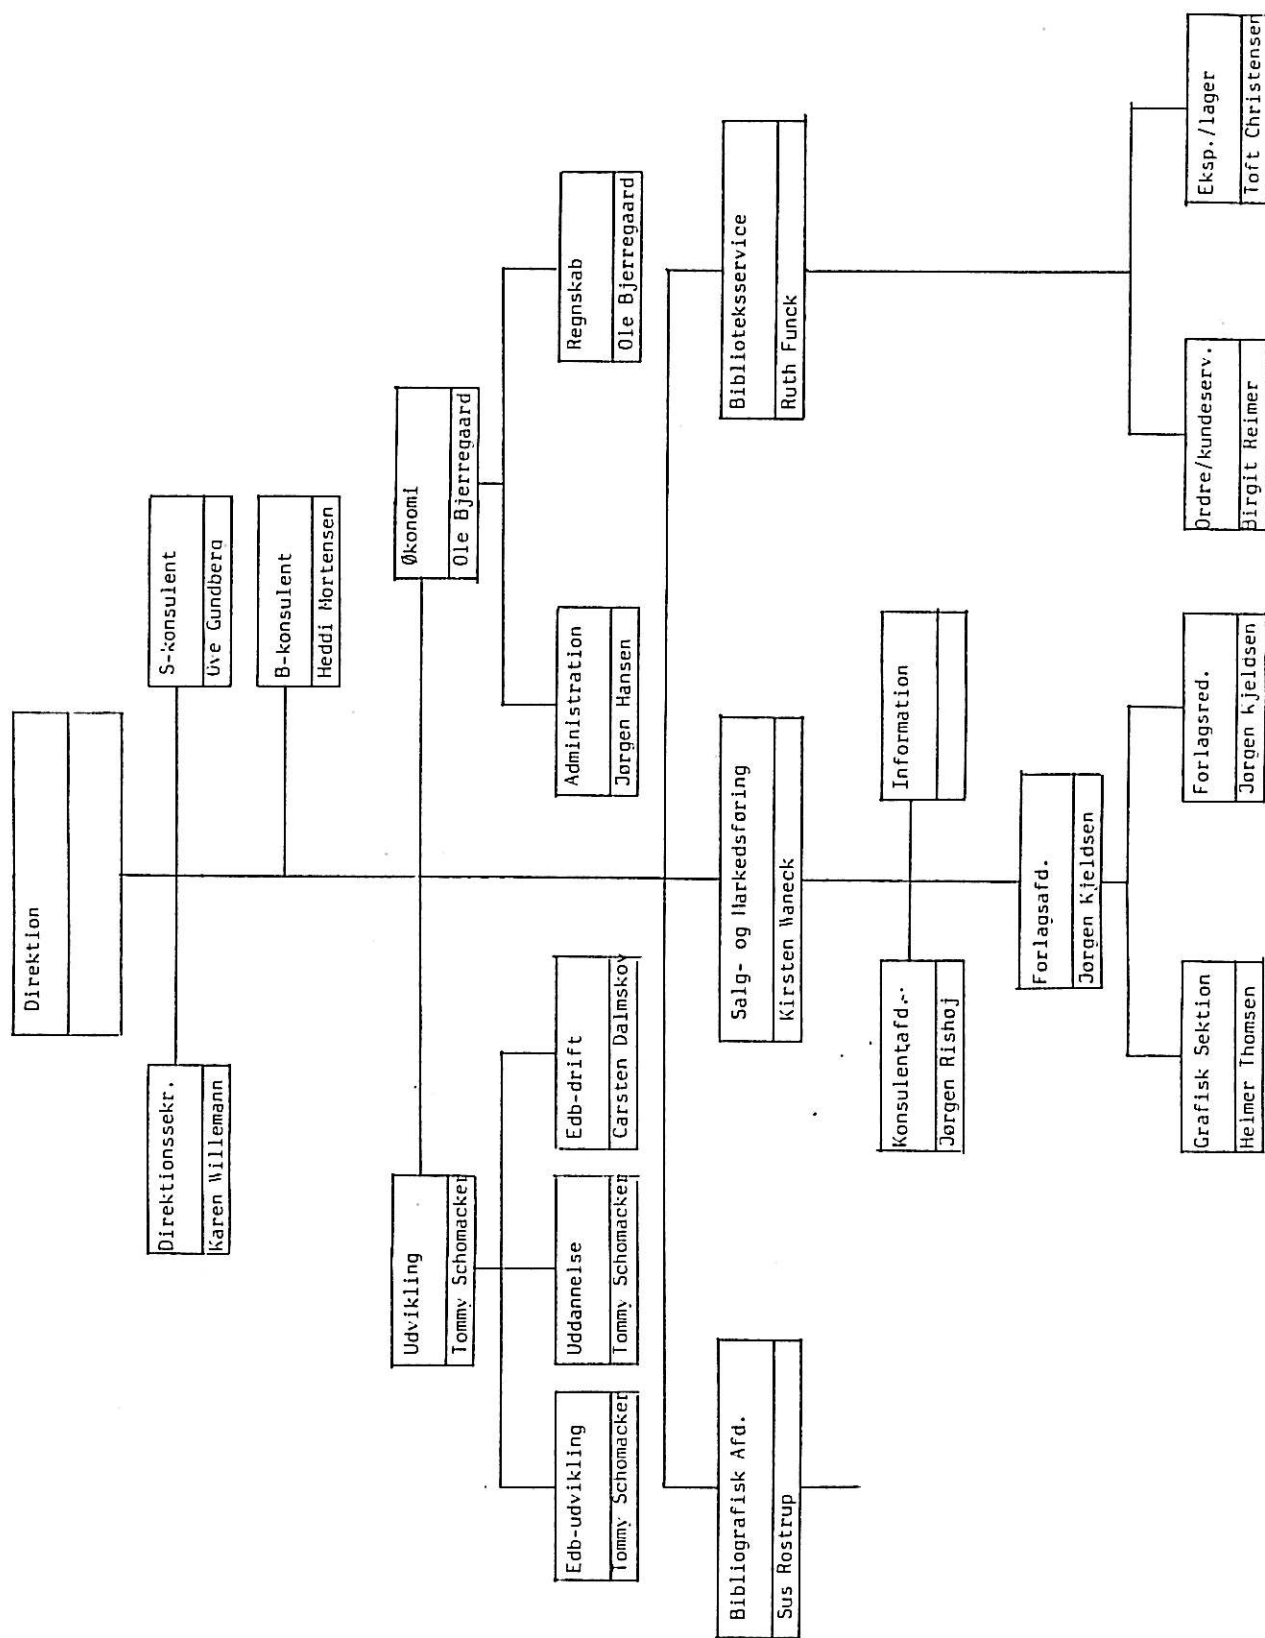 Direktion
Direktionssekr.
Karen Willemann
S-konsulent
Uve Gundberg
B-konsulent
Heddi Mortensen
Udvikling
Tommy Schomacker
Økonomi
Ole Bjerregaard
Edb-udvikling
Tommy Schomacker
Uddannelse
Tommy Schomacker
Edb-drift
Carsten Dalmskov
Administration
Jørgen Hansen
Regnskab
Ole Bjerregaard
Bibliografisk Afd.
Sus Rostrup
Salg- og Markedsføring
Kirsten Waneck
Biblioteksservice
Ruth Funck
Konsulentafd.
Jørgen Rishøj
Information
Forlagsafd.
Jørgen Kjeldsen
Grafisk Sektion
Helmer Thomsen
Forlagsred.
Jørgen Kjeldsen
Ordre/kundeserv.
Birgit Reimer
Eksp./lager
Toft Christensen